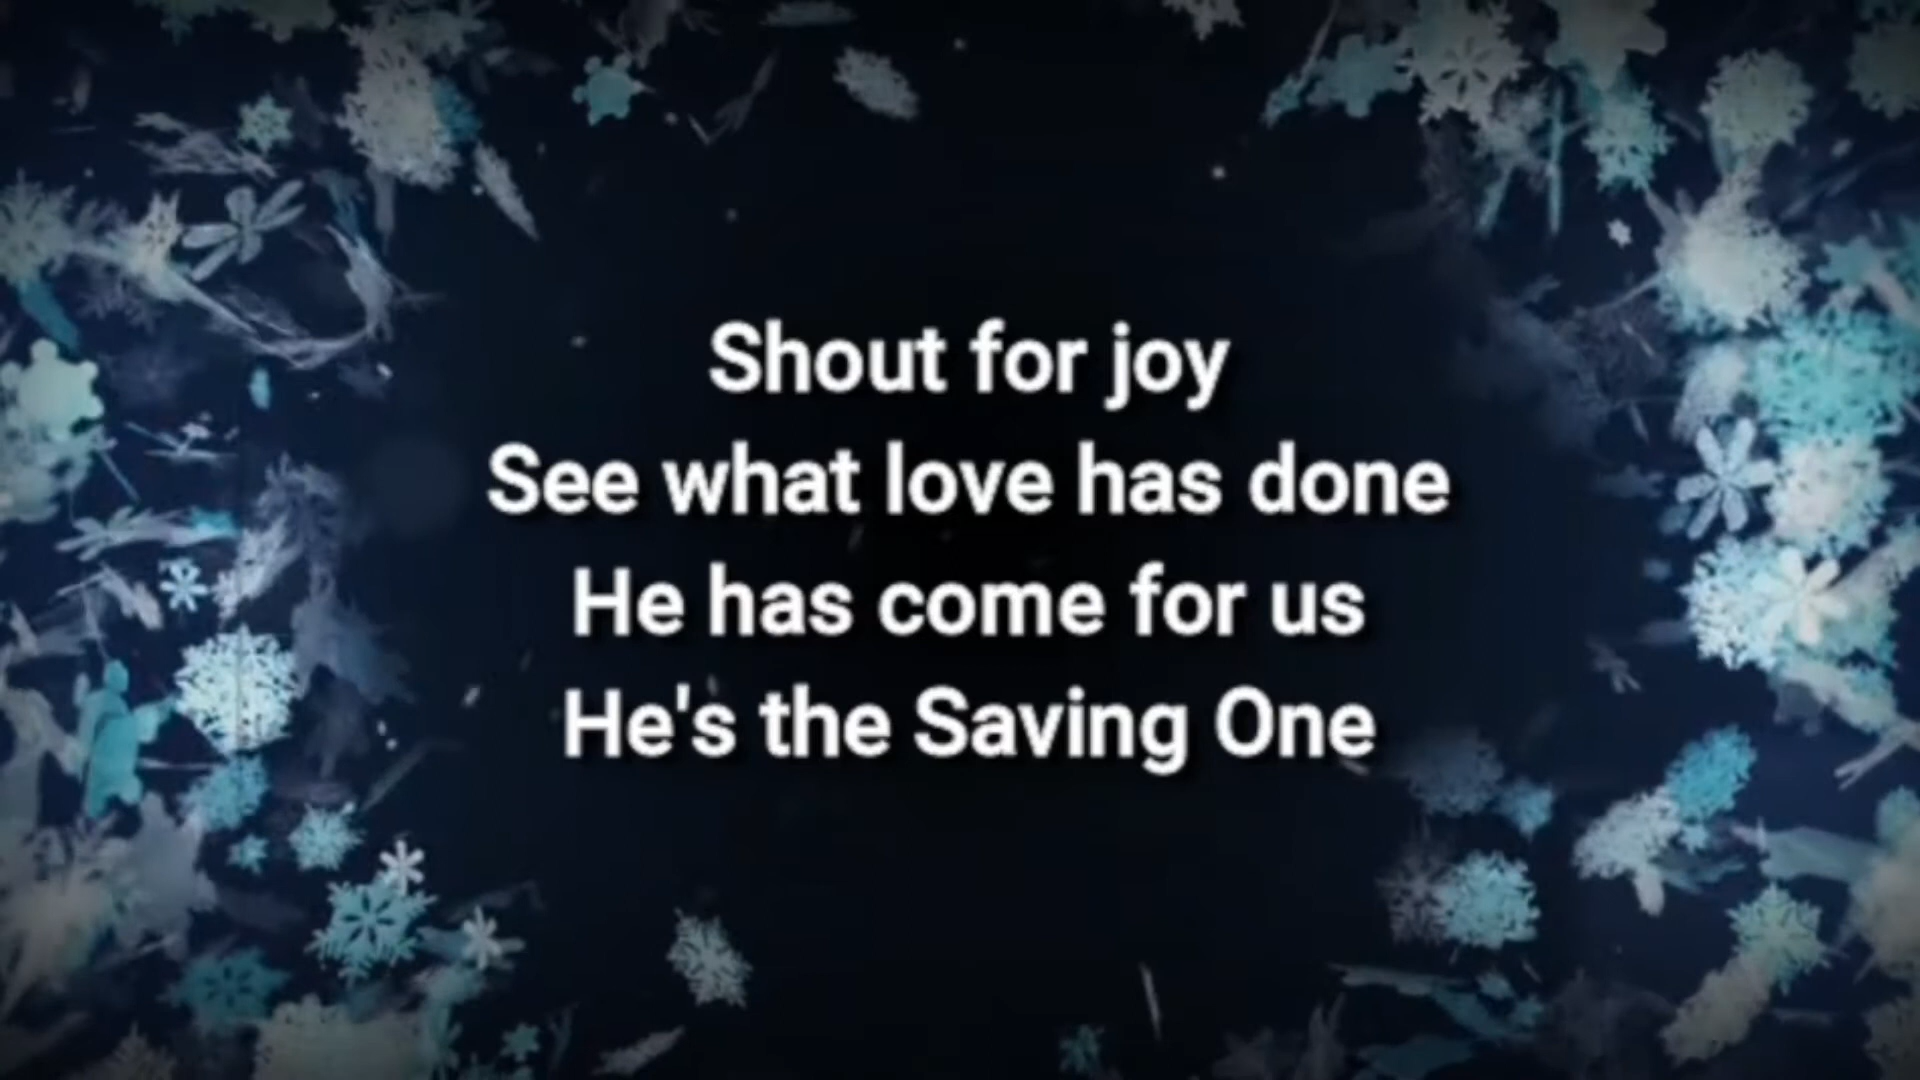 Shout for joy
See what love has done
He has come for us
He's the Saving One